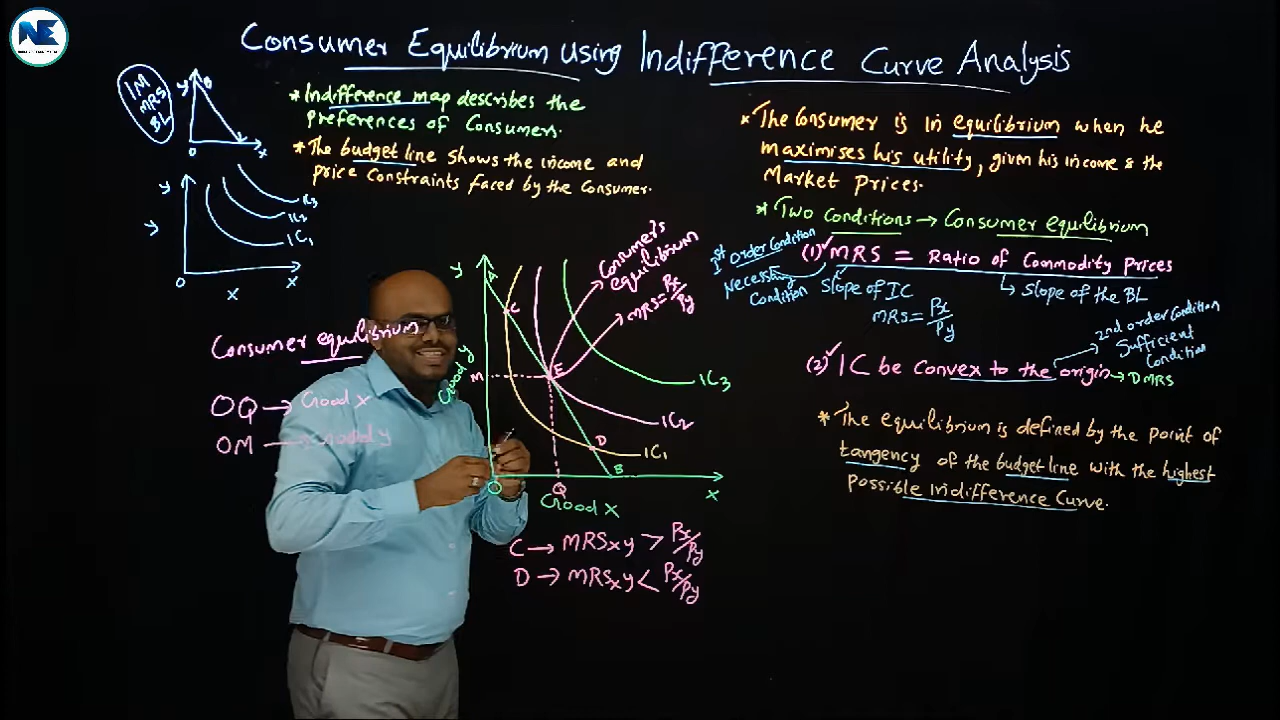 NE
Consumer Equilibrium using Indifference Curve Analysis
IM
MRS
BL
y
B
O
x
y
IC3
IC2
IC1
O
x
* Indifference map describes the
preferences of Consumers.
* The budget line shows the income and
price constraints faced by the Consumer.
* The Consumer is in equilibrium when he
maximises his utility, given his income & the
Market Prices.
* Two Conditions → Consumer equilibrium
(1) MRS = Ratio of Commodity Prices
1st Order Condition
Necessary
Condition
Slope of IC
Slope of the BL
MRS = Px/Py
(2) IC be Convex to the origin → DMRS
2nd order Condition
Sufficient
Condition
* The equilibrium is defined by the point of
tangency of the budget line with the highest
Possible Indifference Curve.
Consumer equilibrium
OQ → Good x
OM → Good y
y
A
C
Consumer's
equilibrium
MRS = Px/Py
M
E
Good y
IC3
IC2
D
IC1
B
O
Q
x
Good X
C → MRSxy > Px/Py
D → MRSxy < Px/Py